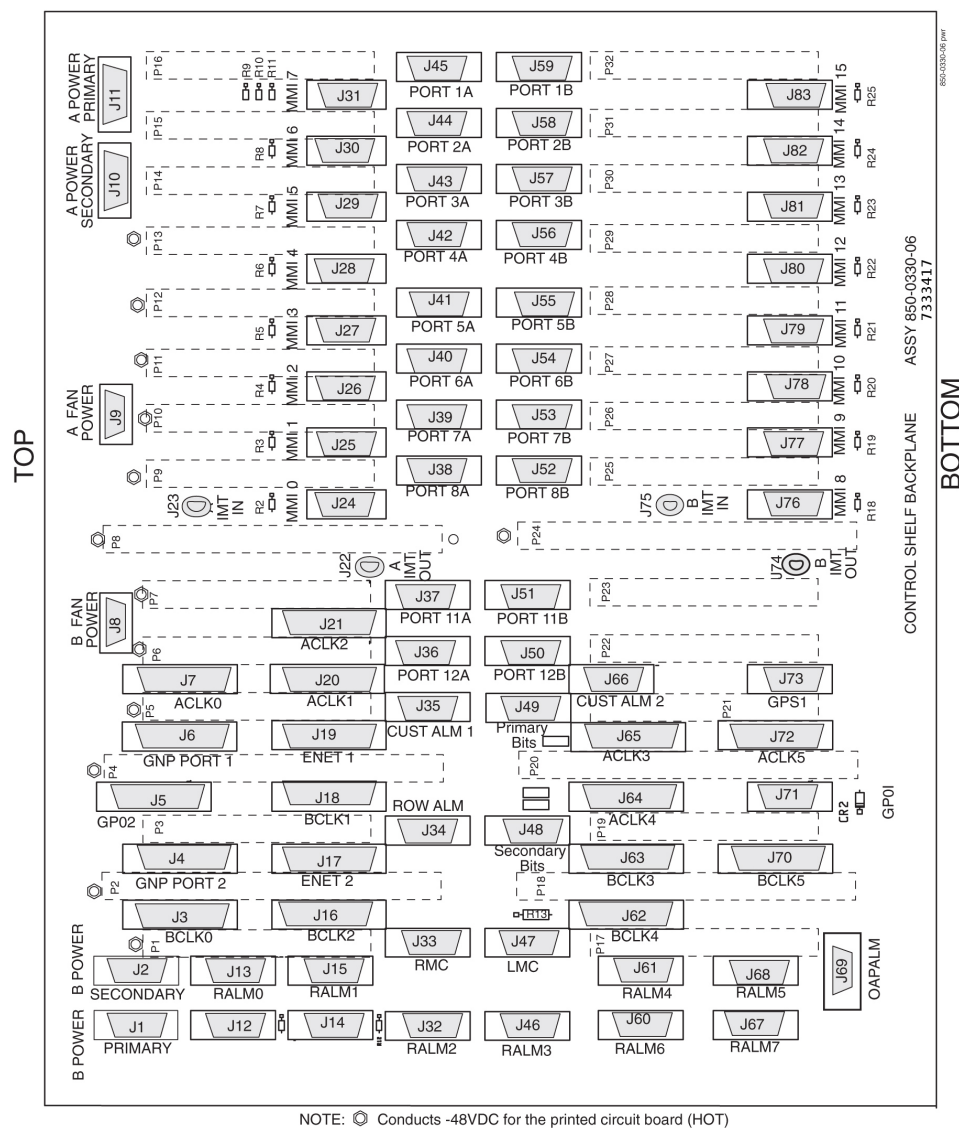 850-0330-06 pwr
TOP
BOTTOM
A POWER
PRIMARY
J11
P16
R9
R10
R11
MMI 7
J31
J45
PORT 1A
J59
PORT 1B
P32
J83
MMI 15
R25
A POWER
SECONDARY
J10
P15
R8
MMI 6
J30
J44
PORT 2A
J58
PORT 2B
P31
J82
MMI 14
R24
P14
R7
MMI 5
J29
J43
PORT 3A
J57
PORT 3B
P30
J81
MMI 13
R23
P13
R6
MMI 4
J28
J42
PORT 4A
J56
PORT 4B
P29
J80
MMI 12
R22
P12
R5
MMI 3
J27
J41
PORT 5A
J55
PORT 5B
P28
J79
MMI 11
R21
ASSY 850-0330-06
7333417
P11
R4
MMI 2
J26
J40
PORT 6A
J54
PORT 6B
P27
J78
MMI 10
R20
A FAN
POWER
J9
P10
R3
MMI 1
J25
J39
PORT 7A
J53
PORT 7B
P26
J77
MMI 9
R19
P9
J23
IMT
IN
R2
MMI 0
J24
J38
PORT 8A
J52
PORT 8B
P25
J75
B
IMT
IN
J76
MMI 8
R18
CONTROL SHELF BACKPLANE
P8
P24
J22
A
IMT
OUT
J74
B
IMT
OUT
B FAN
POWER
J8
P7
J21
ACLK2
J37
PORT 11A
J51
PORT 11B
P23
P6
J7
ACLK0
J20
ACLK1
J36
PORT 12A
J50
PORT 12B
P22
J66
CUST ALM 2
J73
GPS1
P5
J6
GNP PORT 1
J19
ENET 1
J35
CUST ALM 1
J49
Primary
Bits
J65
ACLK3
P21
J72
ACLK5
P4
P20
J5
GP02
J18
BCLK1
ROW ALM
J34
J64
ACLK4
J71
CR2
GP0I
P3
J4
GNP PORT 2
J17
ENET 2
J48
Secondary
Bits
P19
J63
BCLK3
J70
BCLK5
P2
P18
J3
BCLK0
J16
BCLK2
R13
J62
BCLK4
P1
J33
RMC
J47
LMC
P17
B POWER
J2
SECONDARY
J13
RALM0
J15
RALM1
J61
RALM4
J68
RALM5
J69
OAPALM
B POWER
J1
PRIMARY
J12
J14
J32
RALM2
J46
RALM3
J60
RALM6
J67
RALM7
NOTE: Conducts -48VDC for the printed circuit board (HOT)